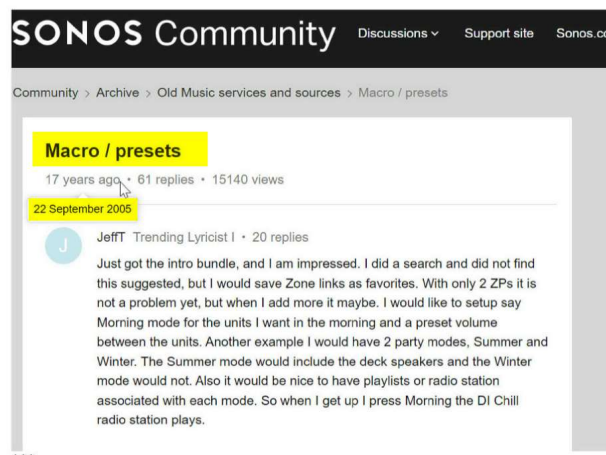 SONOS Community Discussions Support site Sonos.co
Community > Archive > Old Music services and sources > Macro / presets
Macro / presets
17 years ago • 61 replies • 15140 views
22 September 2005
J
JeffT Trending Lyricist I • 20 replies
Just got the intro bundle, and I am impressed. I did a search and did not find
this suggested, but I would save Zone links as favorites. With only 2 ZPs it is
not a problem yet, but when I add more it maybe. I would like to setup say
Morning mode for the units I want in the morning and a preset volume
between the units. Another example I would have 2 party modes, Summer and
Winter. The Summer mode would include the deck speakers and the Winter
mode would not. Also it would be nice to have playlists or radio station
associated with each mode. So when I get up I press Morning the DI Chill
radio station plays.